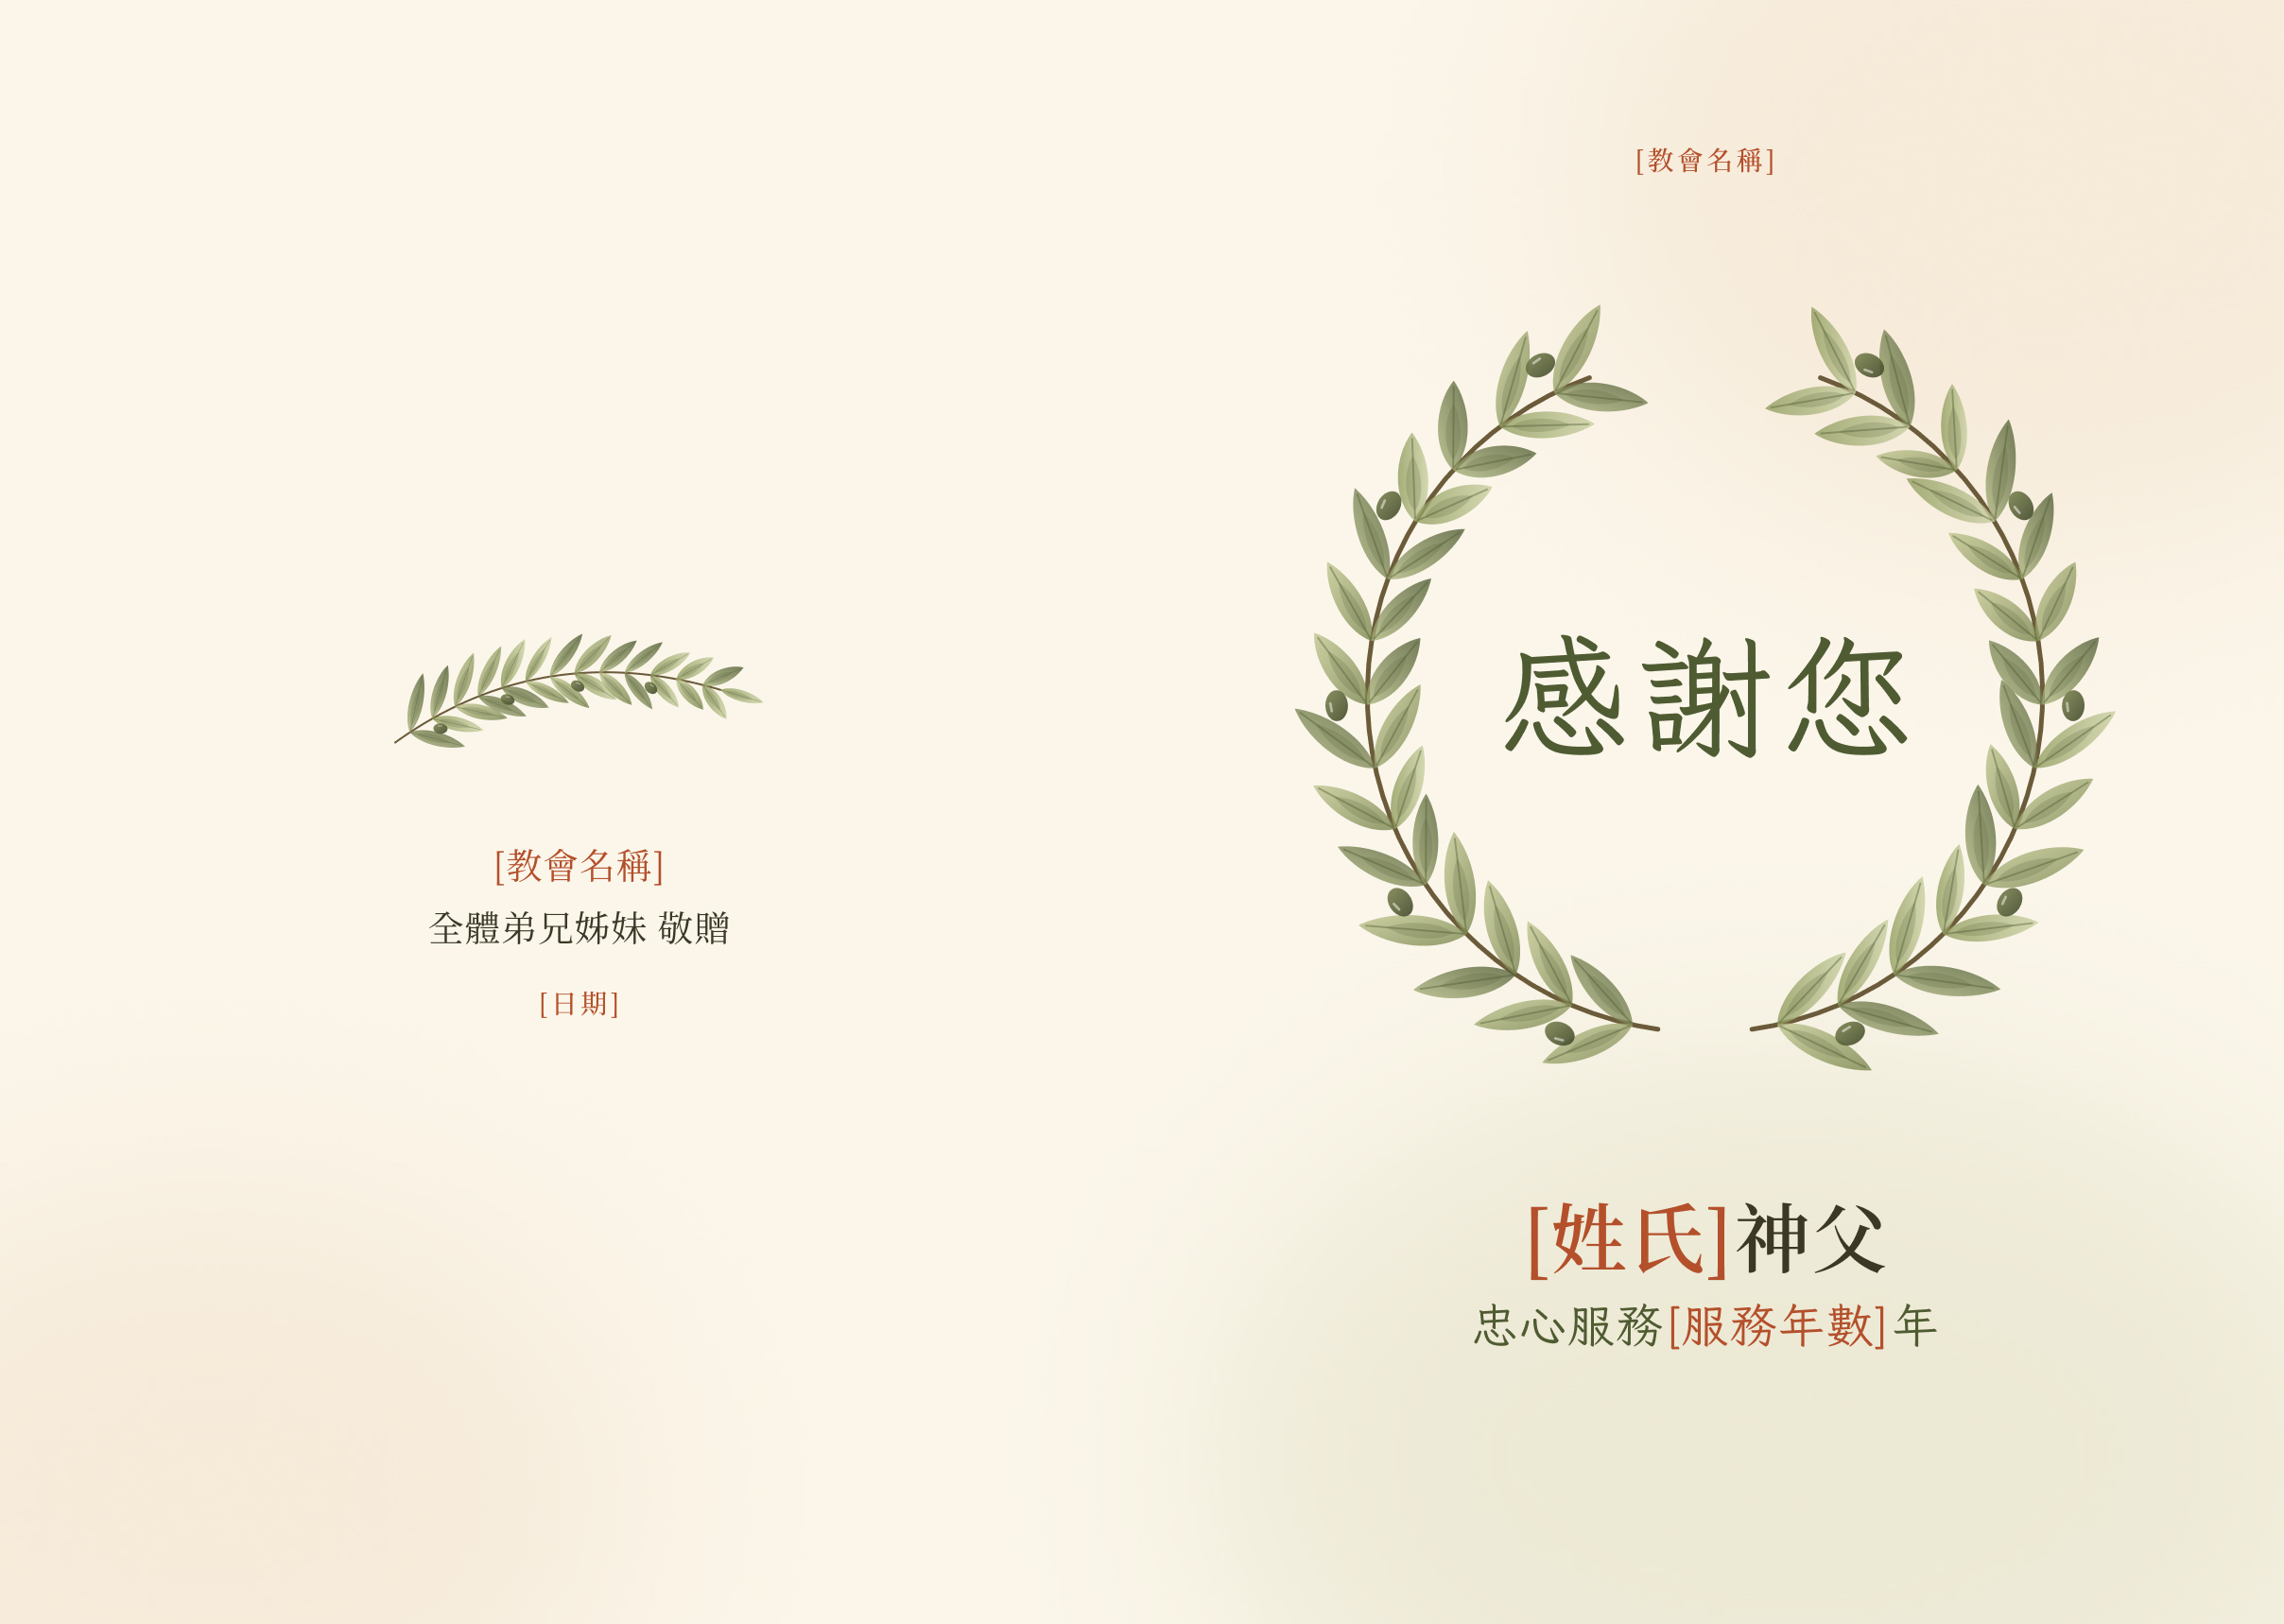 [教會名稱]
全體弟兄姊妹 敬贈
[日期]
[教會名稱]
感謝您
[姓氏]神父
忠心服務[服務年數]年